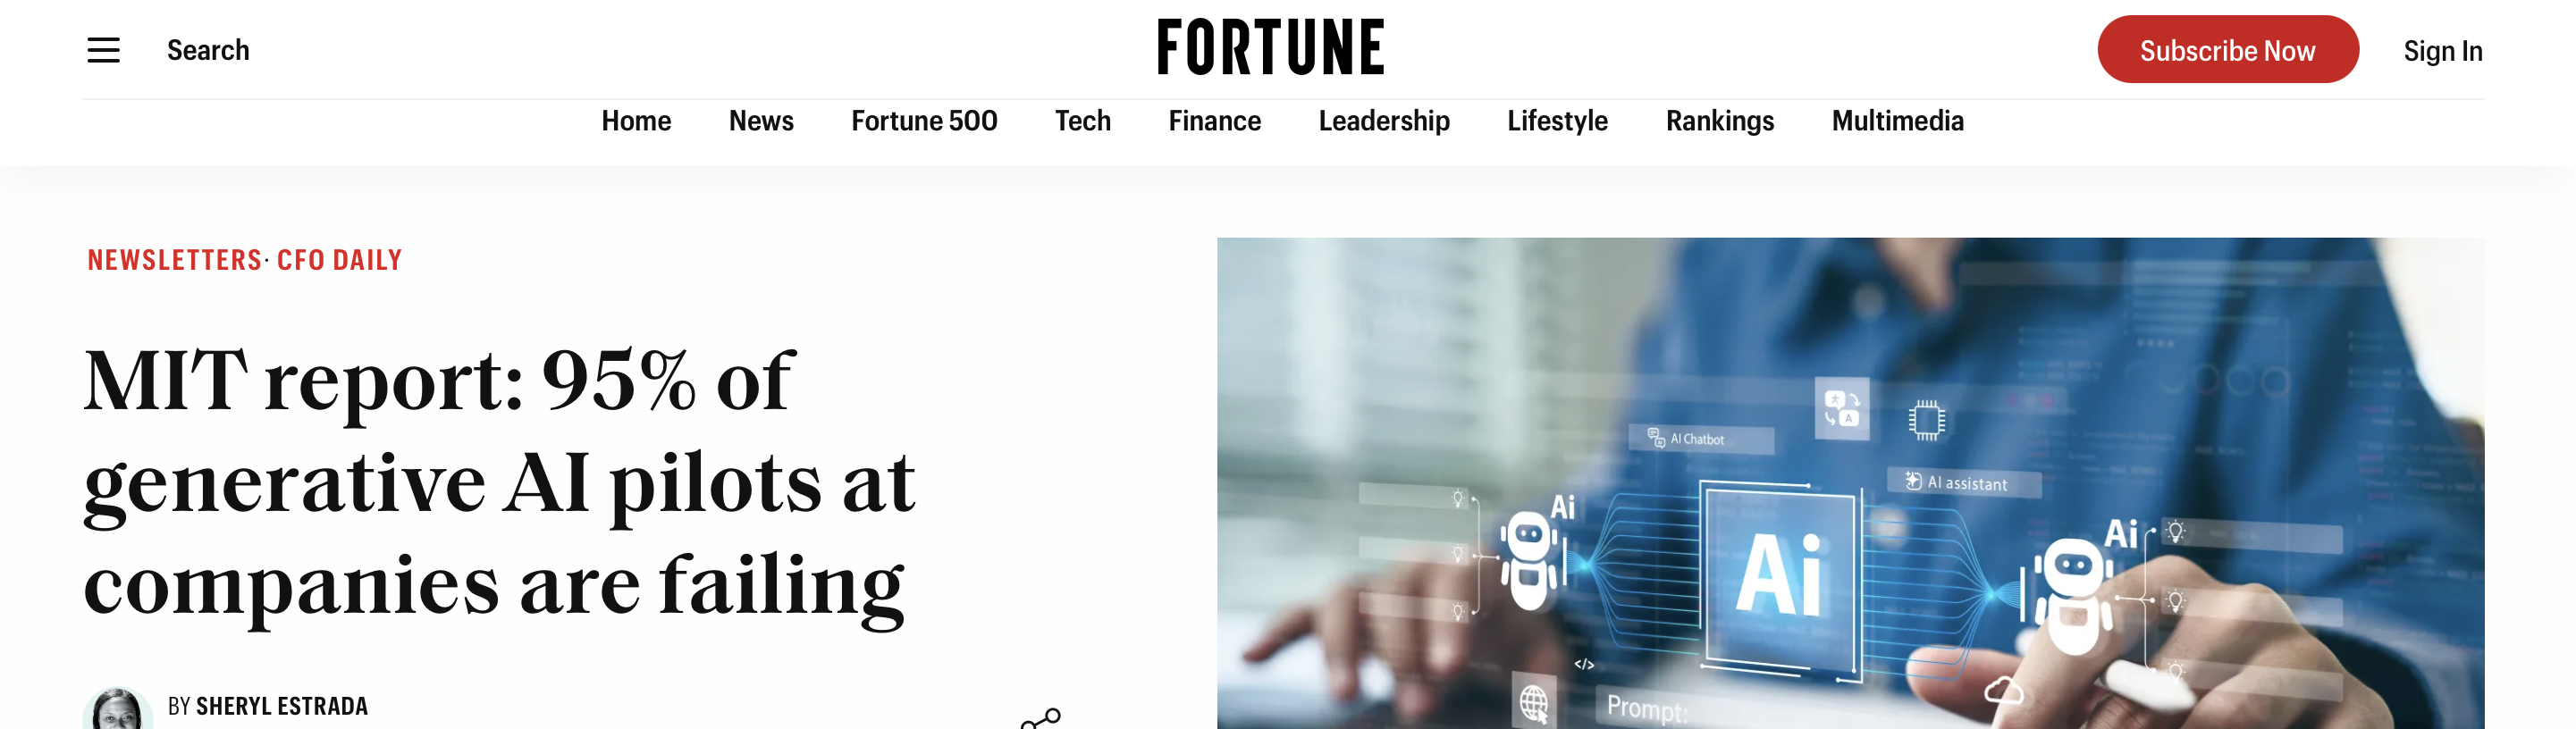 Search
FORTUNE
Subscribe Now
Sign In
Home News Fortune 500 Tech Finance Leadership Lifestyle Rankings Multimedia
NEWSLETTERS · CFO DAILY
MIT report: 95% of
generative AI pilots at
companies are failing
BY SHERYL ESTRADA
AI Chatbot
A
AI assistant
Ai
Ai
Ai
</>
Prompt: